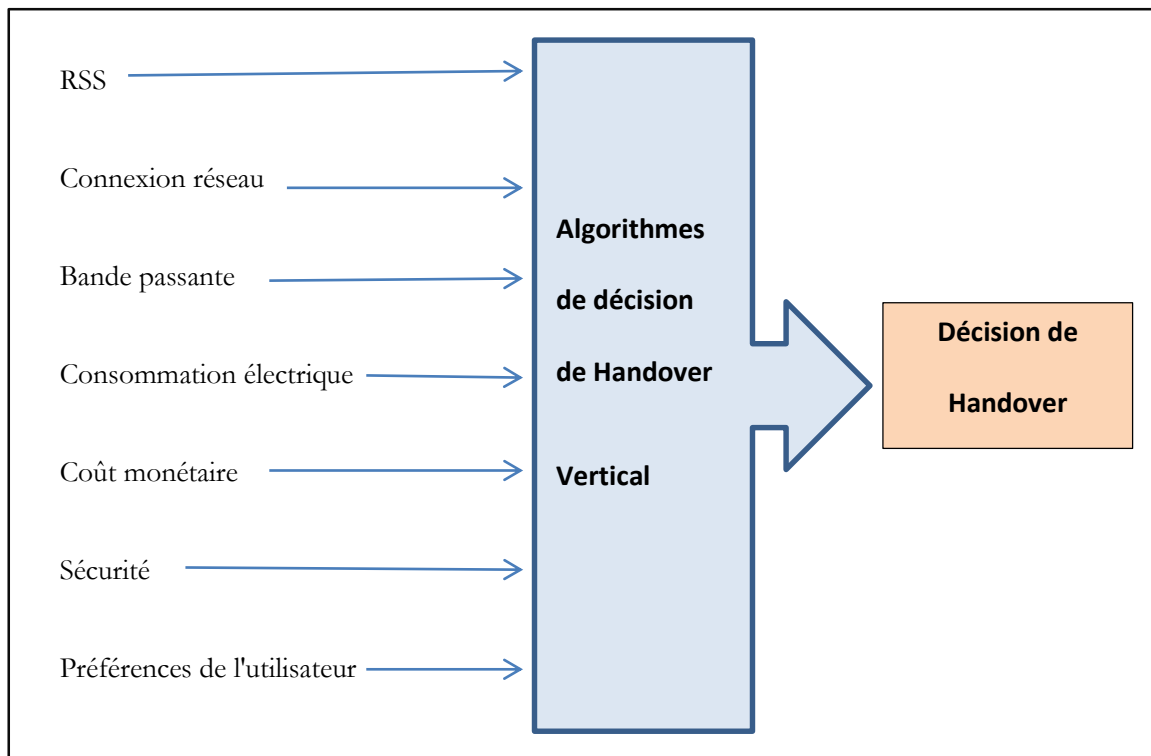 RSS
Connexion réseau
Bande passante
Consommation électrique
Coût monétaire
Sécurité
Préférences de l'utilisateur
Algorithmes
de décision
de Handover
Vertical
Décision de
Handover